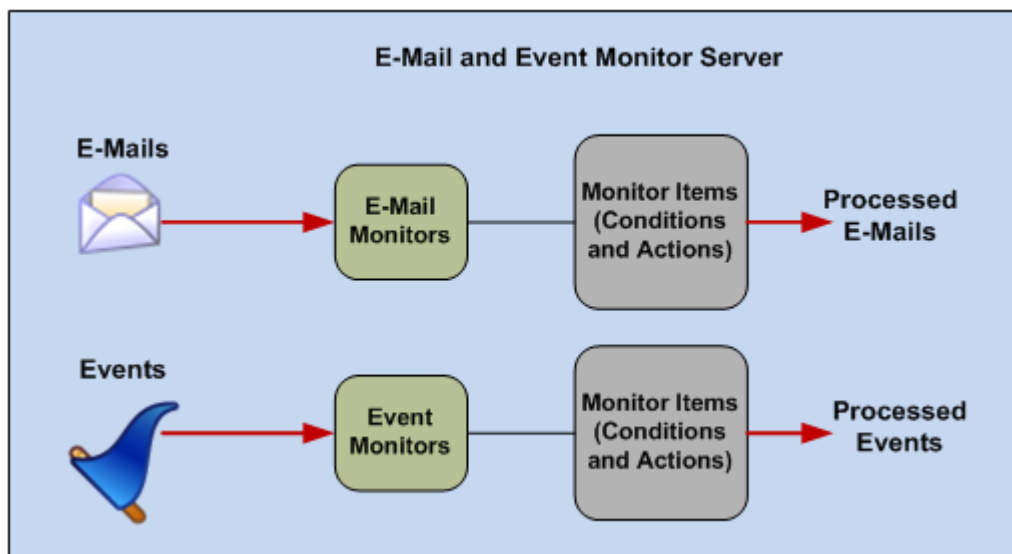 E-Mail and Event Monitor Server
E-Mails
E-Mail
Monitors
Monitor Items
(Conditions
and Actions)
Processed
E-Mails
Events
Event
Monitors
Monitor Items
(Conditions
and Actions)
Processed
Events